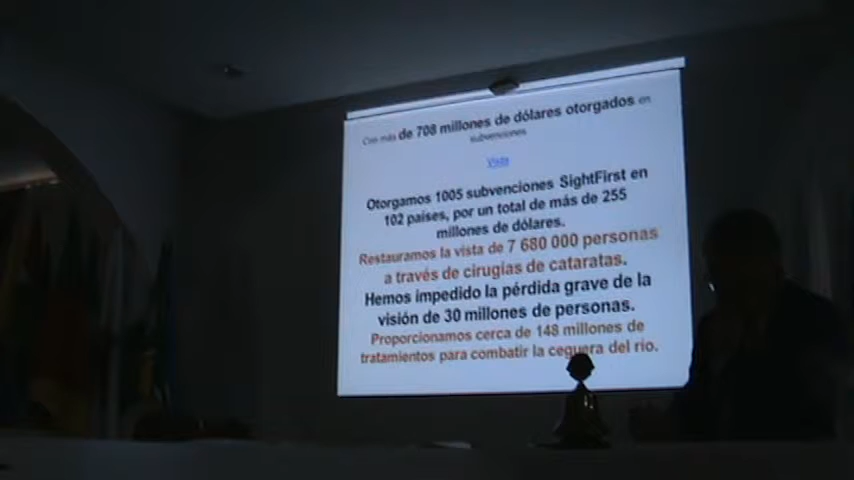 Con más de 708 millones de dólares otorgados en
subvenciones
Vista
Otorgamos 1005 subvenciones SightFirst en
102 países, por un total de más de 255
millones de dólares.
Restauramos la vista de 7 680 000 personas
a través de cirugías de cataratas.
Hemos impedido la pérdida grave de la
visión de 30 millones de personas.
Proporcionamos cerca de 148 millones de
tratamientos para combatir la ceguera del río.